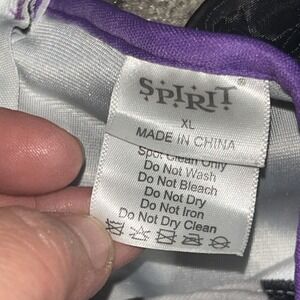 SPIRIT®
XL
MADE IN CHINA
Spot Clean Only
Do Not Wash
Do Not Bleach
Do Not Dry
Do Not Iron
Do Not Dry Clean